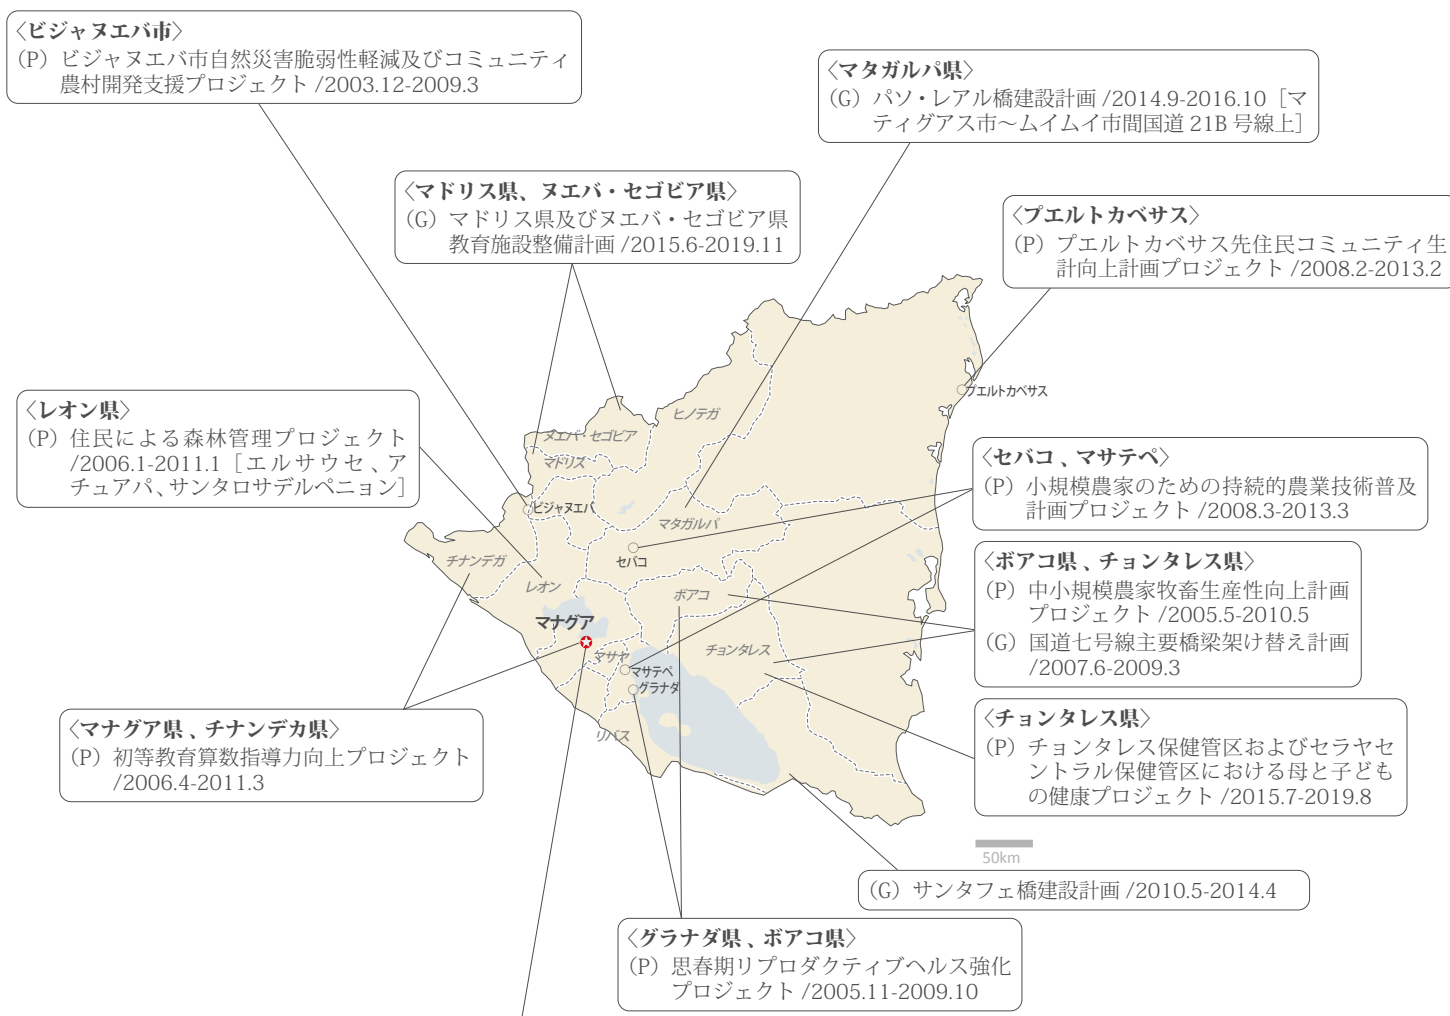 〈ビジャヌエバ市〉
(P) ビジャヌエバ市自然災害脆弱性軽減及びコミュニティ
農村開発支援プロジェクト /2003.12-2009.3
〈マタガルパ県〉
(G) パソ・レアル橋建設計画 /2014.9-2016.10［マ
ティグアス市～ムイムイ市間国道 21B 号線上］
〈マドリス県、ヌエバ・セゴビア県〉
(G) マドリス県及びヌエバ・セゴビア県
教育施設整備計画 /2015.6-2019.11
〈プエルトカベサス〉
(P) プエルトカベサス先住民コミュニティ生
計向上計画プロジェクト /2008.2-2013.2
プエルトカベサス
〈レオン県〉
(P) 住民による森林管理プロジェクト
/2006.1-2011.1［エルサウセ、ア
チュアパ、サンタロサデルペニョン］
ヒノテガ
ヌエバ・セゴビア
マドリス
ビジャヌエバ
マタガルパ
セバコ
チナンデガ
レオン
ボアコ
マナグア
マサヤ
チョンタレス
マサテペ
グラナダ
リバス
〈セバコ、マサテペ〉
(P) 小規模農家のための持続的農業技術普及
計画プロジェクト /2008.3-2013.3
〈ボアコ県、チョンタレス県〉
(P) 中小規模農家牧畜生産性向上計画
プロジェクト /2005.5-2010.5
(G) 国道七号線主要橋梁架け替え計画
/2007.6-2009.3
〈マナグア県、チナンデカ県〉
(P) 初等教育算数指導力向上プロジェクト
/2006.4-2011.3
〈チョンタレス県〉
(P) チョンタレス保健管区およびセラヤセ
ントラル保健管区における母と子ども
の健康プロジェクト /2015.7-2019.8
50km
(G) サンタフェ橋建設計画 /2010.5-2014.4
〈グラナダ県、ボアコ県〉
(P) 思春期リプロダクティブヘルス強化
プロジェクト /2005.11-2009.10